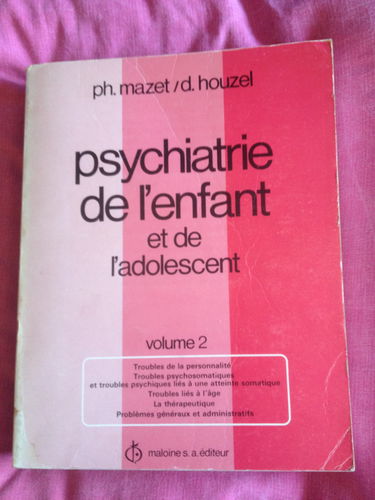 ph. mazet/d. houzel
psychiatrie
de l'enfant
et de
l'adolescent
volume 2
Troubles de la personnalité
Troubles psychosomatiques
et troubles psychiques liés à une atteinte somatique
Troubles liés à l'âge
La thérapeutique
Problèmes généraux et administratifs
maloine s.a. éditeur